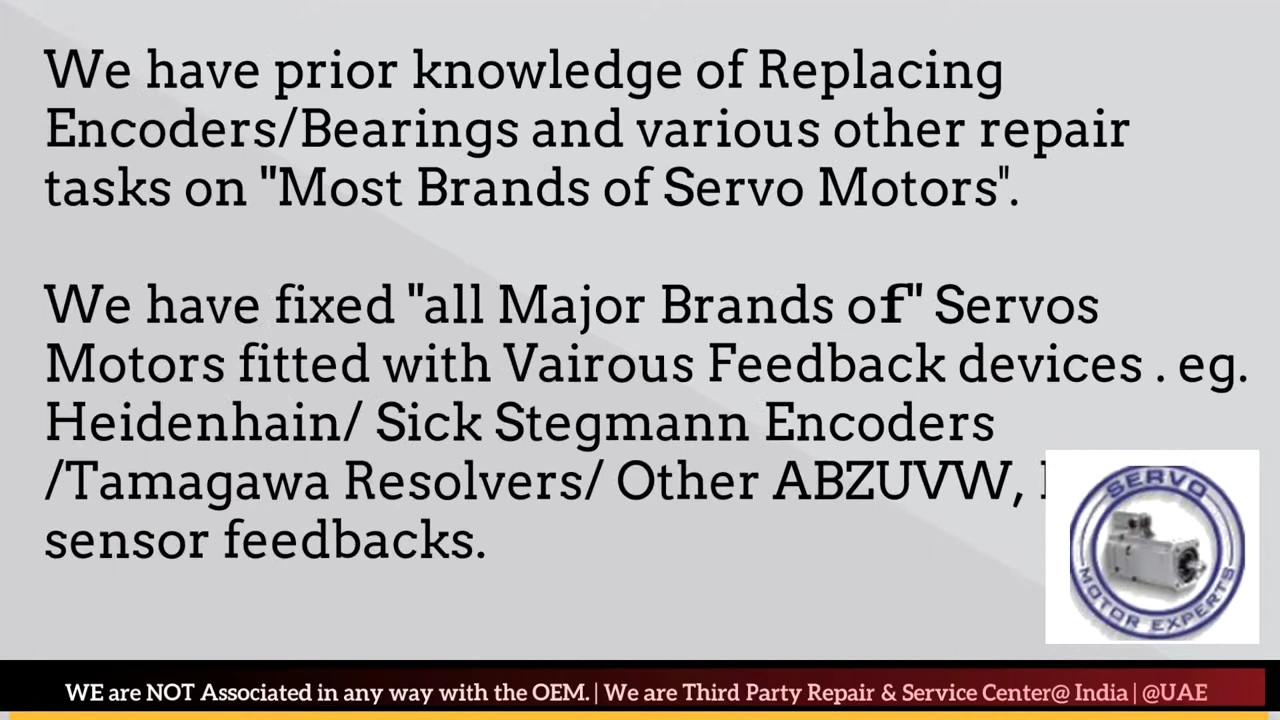 We have prior knowledge of Replacing
Encoders/Bearings and various other repair
tasks on "Most Brands of Servo Motors".
We have fixed "all Major Brands of" Servos
Motors fitted with Vairous Feedback devices . eg.
Heidenhain/ Sick Stegmann Encoders
/Tamagawa Resolvers/ Other ABZUVW,
sensor feedbacks.
SERVO
MOTOR EXPERTS
WE are NOT Associated in any way with the OEM. | We are Third Party Repair & Service Center@ India | @UAE